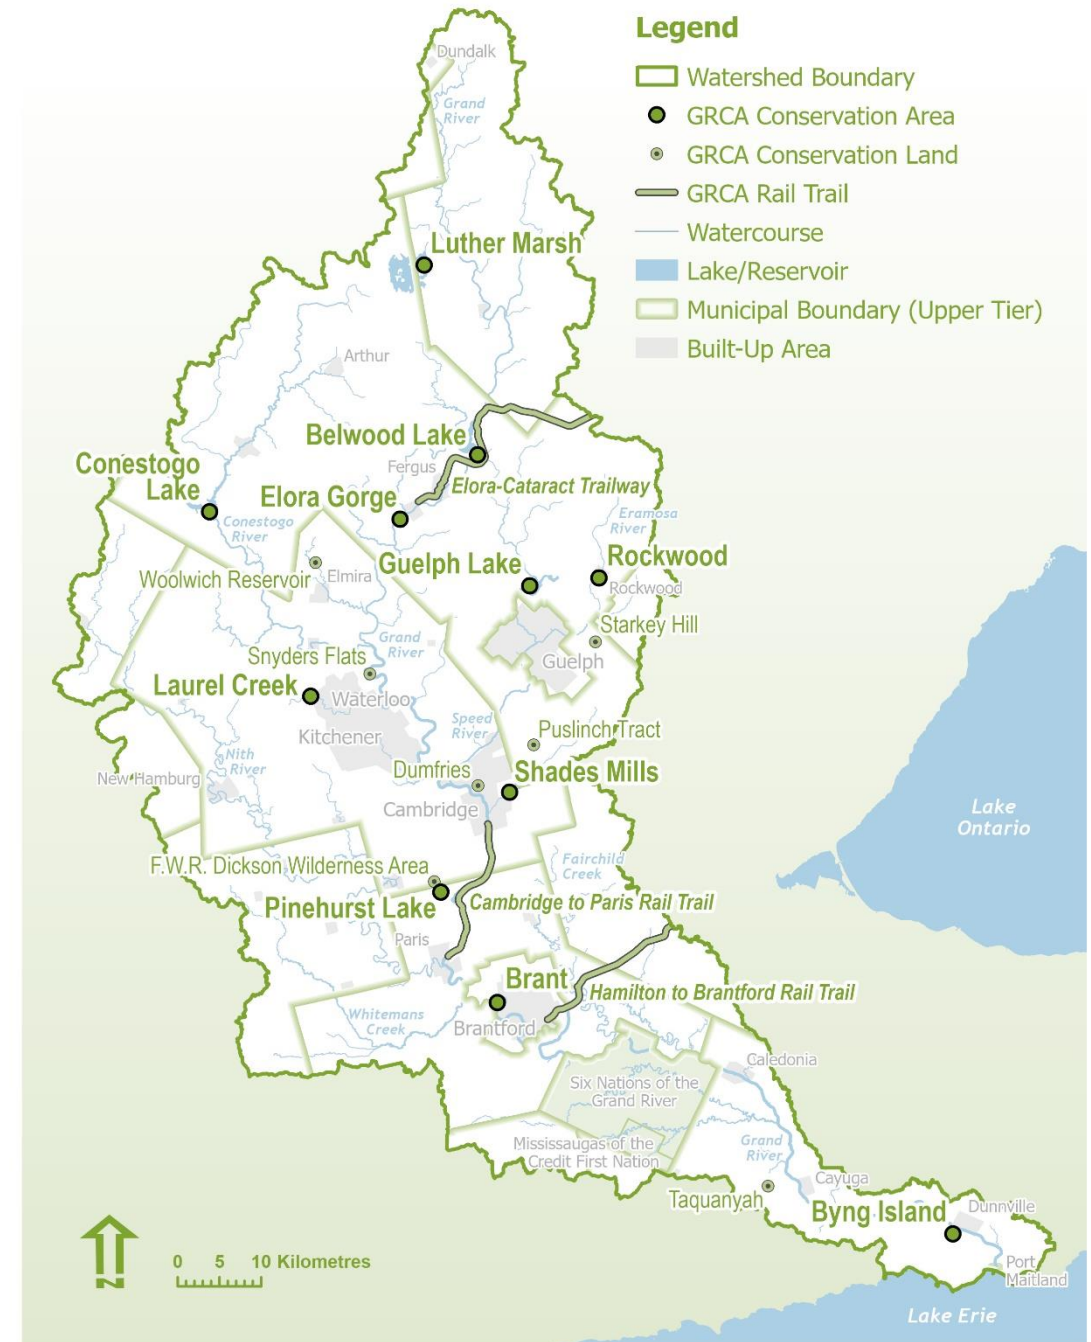 Legend
Watershed Boundary
GRCA Conservation Area
GRCA Conservation Land
GRCA Rail Trail
Watercourse
Lake/Reservoir
Municipal Boundary (Upper Tier)
Built-Up Area
Dundalk
Grand
River
Luther Marsh
Arthur
Belwood Lake
Fergus
Conestogo
Lake
Elora Gorge
Elora-Cataract Trailway
Conestogo
River
Eramosa
River
Guelph Lake
Rockwood
Rockwood
Woolwich Reservoir
Elmira
Starkey Hill
Grand
River
Guelph
Snyders Flats
Laurel Creek
Waterloo
Kitchener
Speed
River
Puslinch Tract
Nith
River
New Hamburg
Dumfries
Shades Mills
Cambridge
Lake
Ontario
F.W.R. Dickson Wilderness Area
Fairchild
Creek
Pinehurst Lake
Cambridge to Paris Rail Trail
Paris
Brant
Hamilton to Brantford Rail Trail
Whitemans
Creek
Brantford
Caledonia
Six Nations of the
Grand River
Mississaugas of the
Credit First Nation
Grand
River
Taquanyah
Cayuga
Byng Island
Dunnville
Port
Maitland
N
0 5 10 Kilometres
Lake Erie